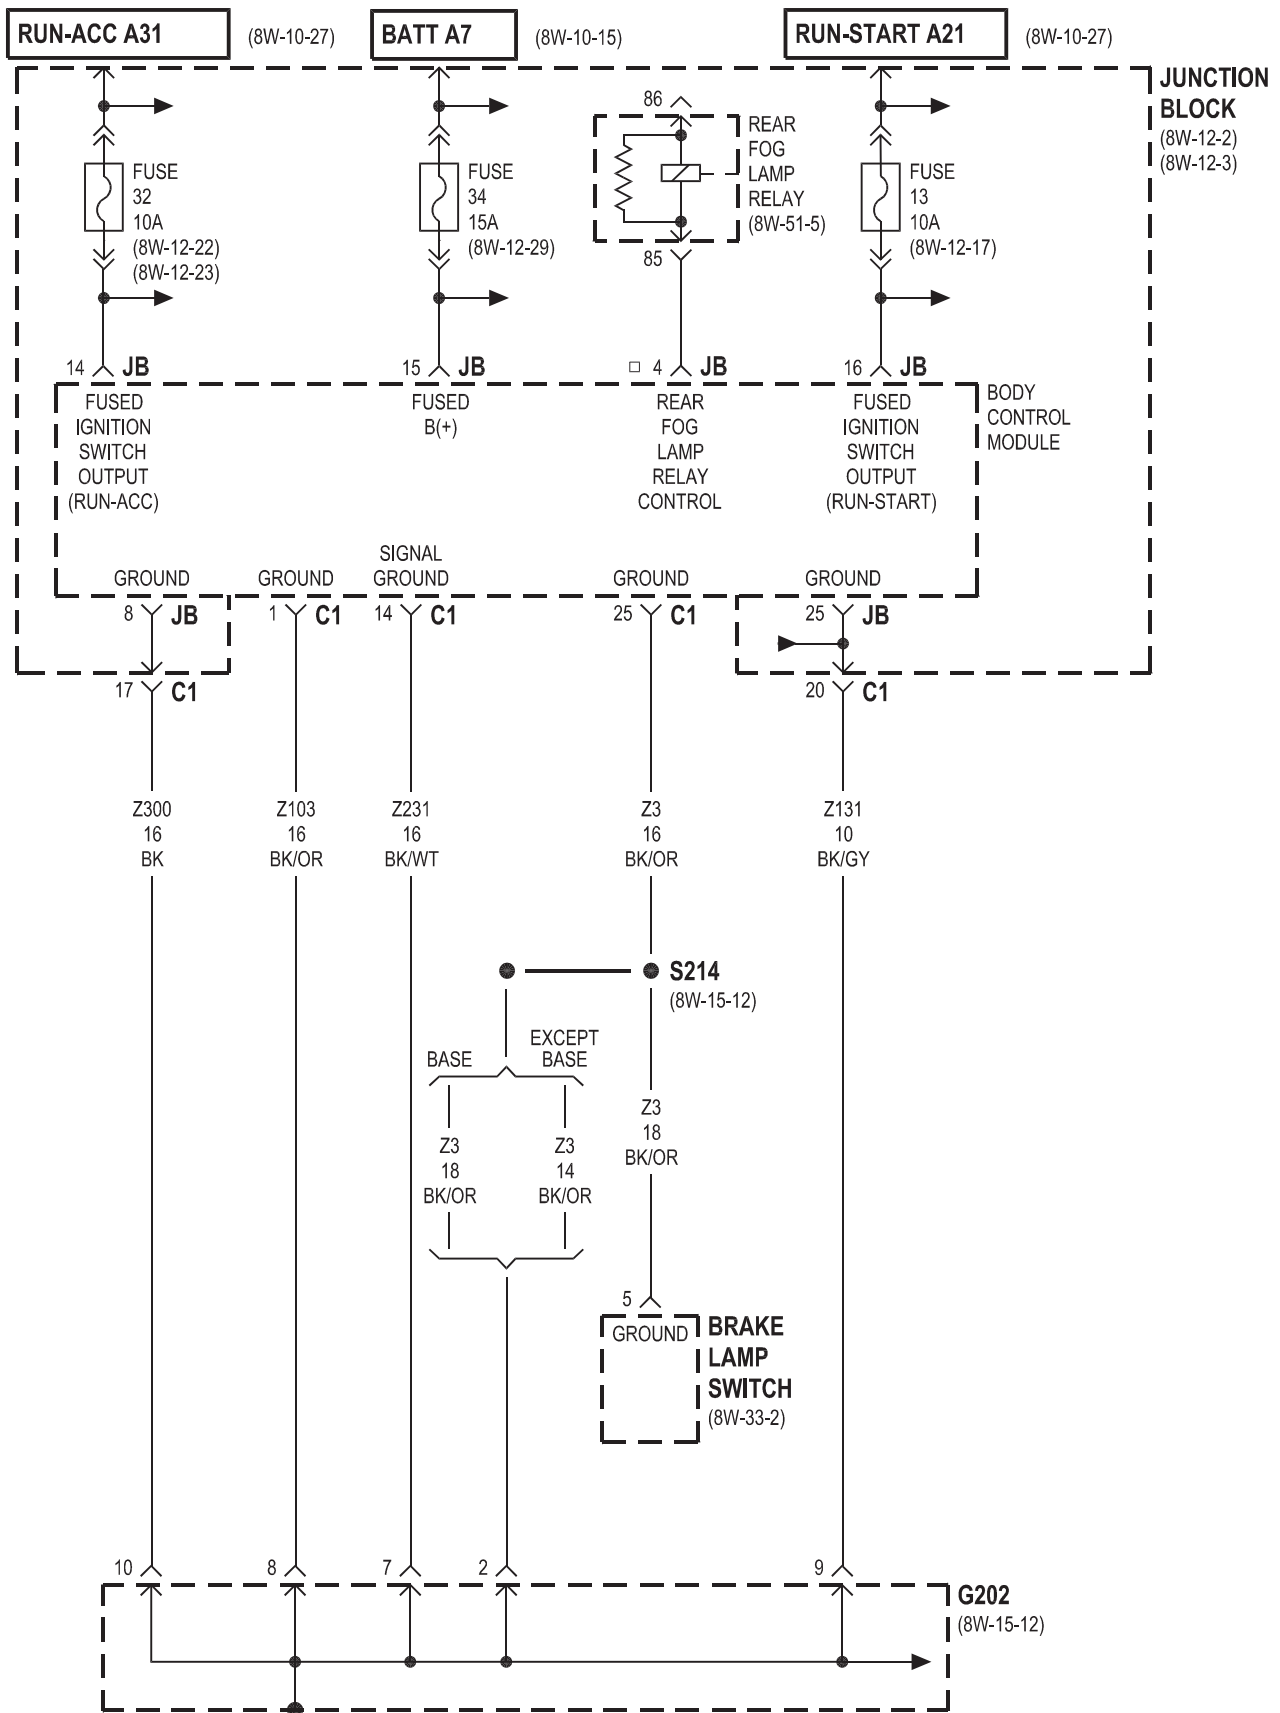 RUN-ACC A31 (8W-10-27)
BATT A7 (8W-10-15)
RUN-START A21 (8W-10-27)
JUNCTION
BLOCK
(8W-12-2)
(8W-12-3)
FUSE
32
10A
(8W-12-22)
(8W-12-23)
FUSE
34
15A
(8W-12-29)
86
REAR
FOG
LAMP
RELAY
(8W-51-5)
85
FUSE
13
10A
(8W-12-17)
14 JB
15 JB
4 JB
16 JB
BODY
CONTROL
MODULE
FUSED
IGNITION
SWITCH
OUTPUT
(RUN-ACC)
FUSED
B(+)
REAR
FOG
LAMP
RELAY
CONTROL
FUSED
IGNITION
SWITCH
OUTPUT
(RUN-START)
GROUND
GROUND
SIGNAL
GROUND
GROUND
GROUND
8 JB
1 C1
14 C1
25 C1
25 JB
17 C1
20 C1
Z300
16
BK
Z103
16
BK/OR
Z231
16
BK/WT
Z3
16
BK/OR
Z131
10
BK/GY
S214
(8W-15-12)
BASE
EXCEPT
BASE
Z3
18
BK/OR
Z3
14
BK/OR
Z3
18
BK/OR
5
GROUND
BRAKE
LAMP
SWITCH
(8W-33-2)
10
8
7
2
9
G202
(8W-15-12)